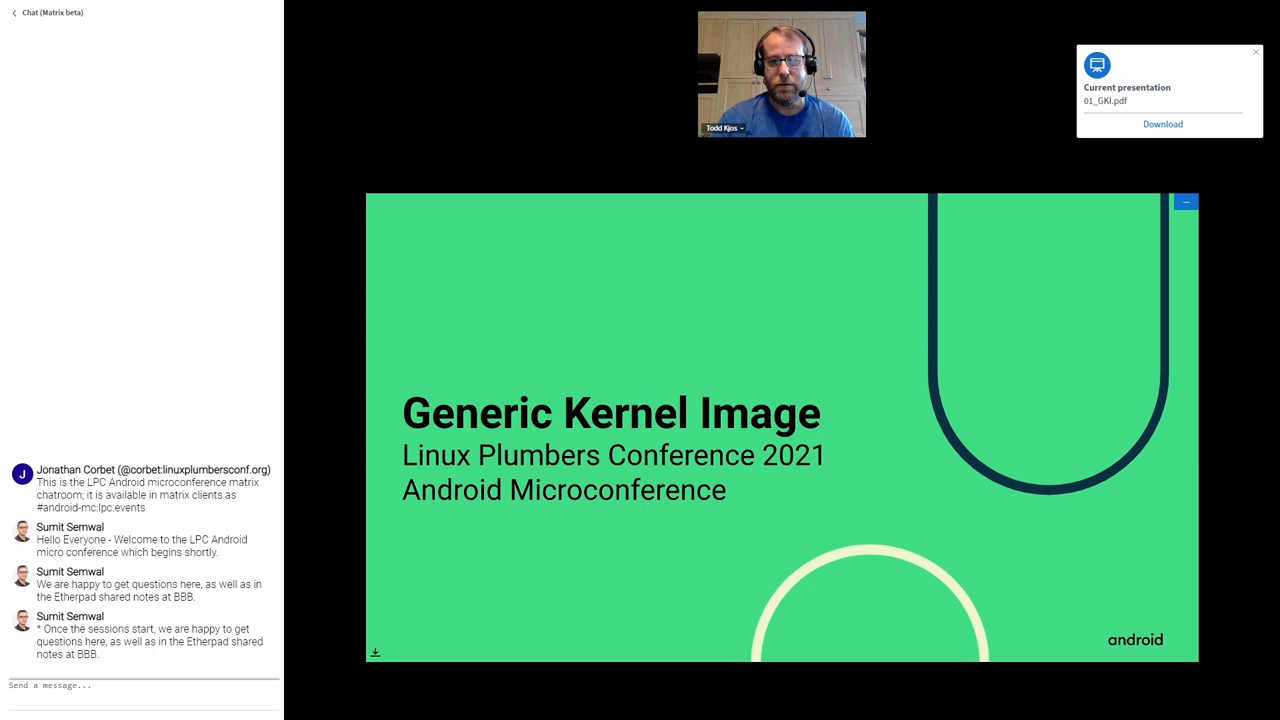 Chat (Matrix beta)
Jonathan Corbet (@corbet:linuxplumbersconf.org)
J
This is the LPC Android microconference matrix
chatroom; it is available in matrix clients as
#android-mc:lpc.events
Sumit Semwal
Hello Everyone - Welcome to the LPC Android
micro conference which begins shortly.
Sumit Semwal
We are happy to get questions here, as well as in
the Etherpad shared notes at BBB.
Sumit Semwal
* Once the sessions start, we are happy to get
questions here, as well as in the Etherpad shared
notes at BBB.
Send a message...
Todd Kjos
Current presentation
01_GKI.pdf
Download
Generic Kernel Image
Linux Plumbers Conference 2021
Android Microconference
android